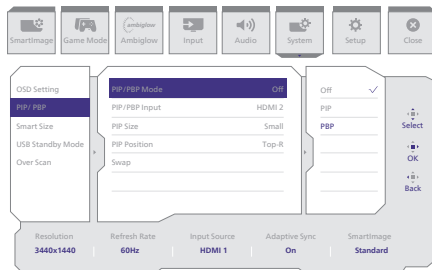 SmartImage
Game Mode
ambiglow
Ambiglow
Input
Audio
System
Setup
Close
OSD Setting
PIP/ PBP
Smart Size
USB Standby Mode
Over Scan
PIP/PBP Mode Off
PIP/PBP Input HDMI 2
PIP Size Small
PIP Position Top-R
Swap
Off
PIP
PBP
Select
OK
Back
Resolution Refresh Rate Input Source Adaptive Sync SmartImage
3440x1440 60Hz HDMI 1 On Standard